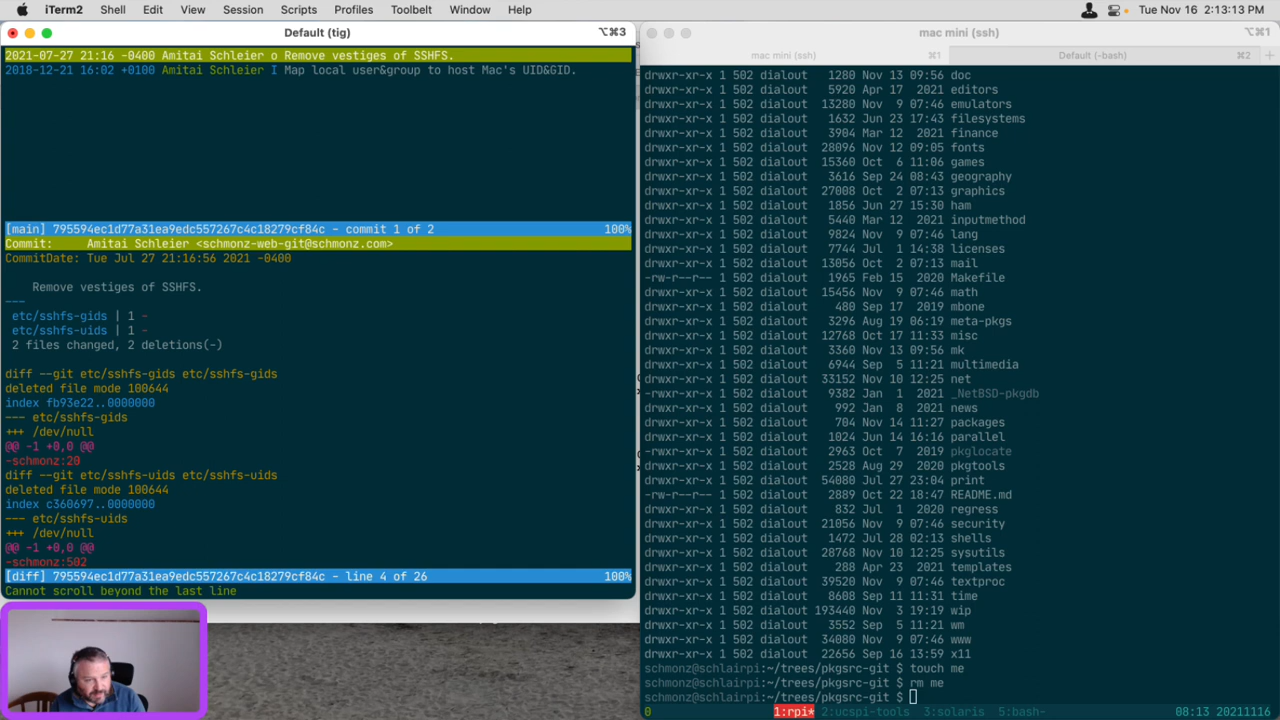 iTerm2 Shell Edit View Session Scripts Profiles Toolbelt Window Help Tue Nov 16 2:13:13 PM
Default (tig) ⌥⌘3
2021-07-27 21:16 -0400 Amitai Schleier o Remove vestiges of SSHFS.
2018-12-21 16:02 +0100 Amitai Schleier I Map local user&group to host Mac's UID&GID.
[main] 795594ec1d77a31ea9edc557267c4c18279cf84c - commit 1 of 2 100%
Commit: Amitai Schleier <schmonz-web-git@schmonz.com>
CommitDate: Tue Jul 27 21:16:56 2021 -0400
Remove vestiges of SSHFS.
---
etc/sshfs-gids | 1 -
etc/sshfs-uids | 1 -
2 files changed, 2 deletions(-)
diff --git etc/sshfs-gids etc/sshfs-gids
deleted file mode 100644
index fb93e22..0000000
--- etc/sshfs-gids
+++ /dev/null
@@ -1 +0,0 @@
-schmonz:20
diff --git etc/sshfs-uids etc/sshfs-uids
deleted file mode 100644
index c360697..0000000
--- etc/sshfs-uids
+++ /dev/null
@@ -1 +0,0 @@
-schmonz:502
[diff] 795594ec1d77a31ea9edc557267c4c18279cf84c - line 4 of 26 100%
Cannot scroll beyond the last line
mac mini (ssh) ⌥⌘1
mac mini (ssh) ⌘1 Default (-bash) ⌘2 +
drwxr-xr-x 1 502 dialout 1280 Nov 13 09:56 doc
drwxr-xr-x 1 502 dialout 5920 Apr 17 2021 editors
drwxr-xr-x 1 502 dialout 13280 Nov 9 07:46 emulators
drwxr-xr-x 1 502 dialout 1632 Jun 23 17:43 filesystems
drwxr-xr-x 1 502 dialout 3904 Mar 12 2021 finance
drwxr-xr-x 1 502 dialout 28096 Nov 12 09:05 fonts
drwxr-xr-x 1 502 dialout 15360 Oct 6 11:06 games
drwxr-xr-x 1 502 dialout 3616 Sep 24 08:43 geography
drwxr-xr-x 1 502 dialout 27008 Oct 2 07:13 graphics
drwxr-xr-x 1 502 dialout 1856 Jun 27 15:30 ham
drwxr-xr-x 1 502 dialout 5440 Mar 12 2021 inputmethod
drwxr-xr-x 1 502 dialout 9824 Nov 9 07:46 lang
drwxr-xr-x 1 502 dialout 7744 Jul 1 14:38 licenses
drwxr-xr-x 1 502 dialout 13056 Oct 2 07:13 mail
-rw-r--r-- 1 502 dialout 1965 Feb 15 2020 Makefile
drwxr-xr-x 1 502 dialout 15456 Nov 9 07:46 math
drwxr-xr-x 1 502 dialout 480 Sep 17 2019 mbone
drwxr-xr-x 1 502 dialout 3296 Aug 19 06:19 meta-pkgs
drwxr-xr-x 1 502 dialout 12768 Oct 17 11:33 misc
drwxr-xr-x 1 502 dialout 3360 Nov 13 09:56 mk
drwxr-xr-x 1 502 dialout 6944 Sep 5 11:21 multimedia
drwxr-xr-x 1 502 dialout 33152 Nov 10 12:25 net
-rwxr-xr-x 1 502 dialout 9382 Jan 1 2021 _NetBSD-pkgdb
drwxr-xr-x 1 502 dialout 992 Jan 8 2021 news
drwxr-xr-x 1 502 dialout 704 Nov 14 11:27 packages
drwxr-xr-x 1 502 dialout 1024 Jun 14 16:16 parallel
-rwxr-xr-x 1 502 dialout 2963 Oct 7 2019 pkglocate
drwxr-xr-x 1 502 dialout 2528 Aug 29 2020 pkgtools
drwxr-xr-x 1 502 dialout 54080 Jul 27 23:04 print
-rw-r--r-- 1 502 dialout 2889 Oct 22 18:47 README.md
drwxr-xr-x 1 502 dialout 832 Jul 1 2020 regress
drwxr-xr-x 1 502 dialout 21056 Nov 9 07:46 security
drwxr-xr-x 1 502 dialout 1472 Jul 28 02:13 shells
drwxr-xr-x 1 502 dialout 28768 Nov 10 12:25 sysutils
drwxr-xr-x 1 502 dialout 288 Apr 23 2021 templates
drwxr-xr-x 1 502 dialout 39520 Nov 9 07:46 textproc
drwxr-xr-x 1 502 dialout 8608 Sep 11 11:31 time
drwxr-xr-x 1 502 dialout 193440 Nov 3 19:19 wip
drwxr-xr-x 1 502 dialout 3552 Sep 5 11:21 wm
drwxr-xr-x 1 502 dialout 34080 Nov 9 07:46 www
drwxr-xr-x 1 502 dialout 22656 Sep 16 13:59 x11
schmonz@schlairpi:~/trees/pkgsrc-git $ touch me
schmonz@schlairpi:~/trees/pkgsrc-git $ rm me
schmonz@schlairpi:~/trees/pkgsrc-git $
0 1:rpi* 2:ucspi-tools 3:solaris 5:bash- 08:13 20211116